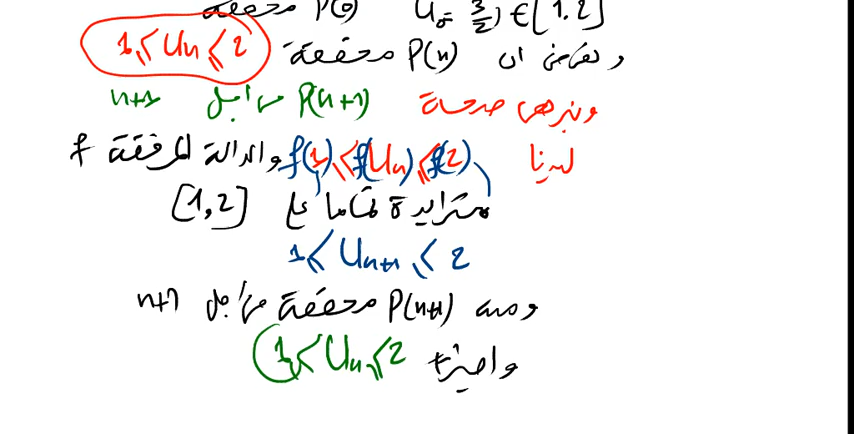 P(0) محققة U0 = 3/2 ∈ [1, 2]
ونفرض ان P(n) محققة 1 ≤ Un ≤ 2
ونبرهن صحة P(n+1) من اجل n+1
لدينا f(1) ≤ f(Un) ≤ f(2) والدالة المرفقة f
متزايدة تماما على [1, 2]
1 ≤ Un+1 ≤ 2
ومنه P(n+1) محققة من أجل n+1
واخيرا 1 ≤ Un ≤ 2